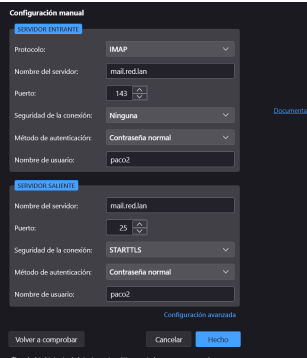 Configuración manual
SERVIDOR ENTRANTE
Protocolo: IMAP
Nombre del servidor: mail.red.lan
Puerto: 143
Seguridad de la conexión: Ninguna
Documenta
Método de autenticación: Contraseña normal
Nombre de usuario: paco2
SERVIDOR SALIENTE
Nombre del servidor: mail.red.lan
Puerto: 25
Seguridad de la conexión: STARTTLS
Método de autenticación: Contraseña normal
Nombre de usuario: paco2
Configuración avanzada
Volver a comprobar Cancelar Hecho